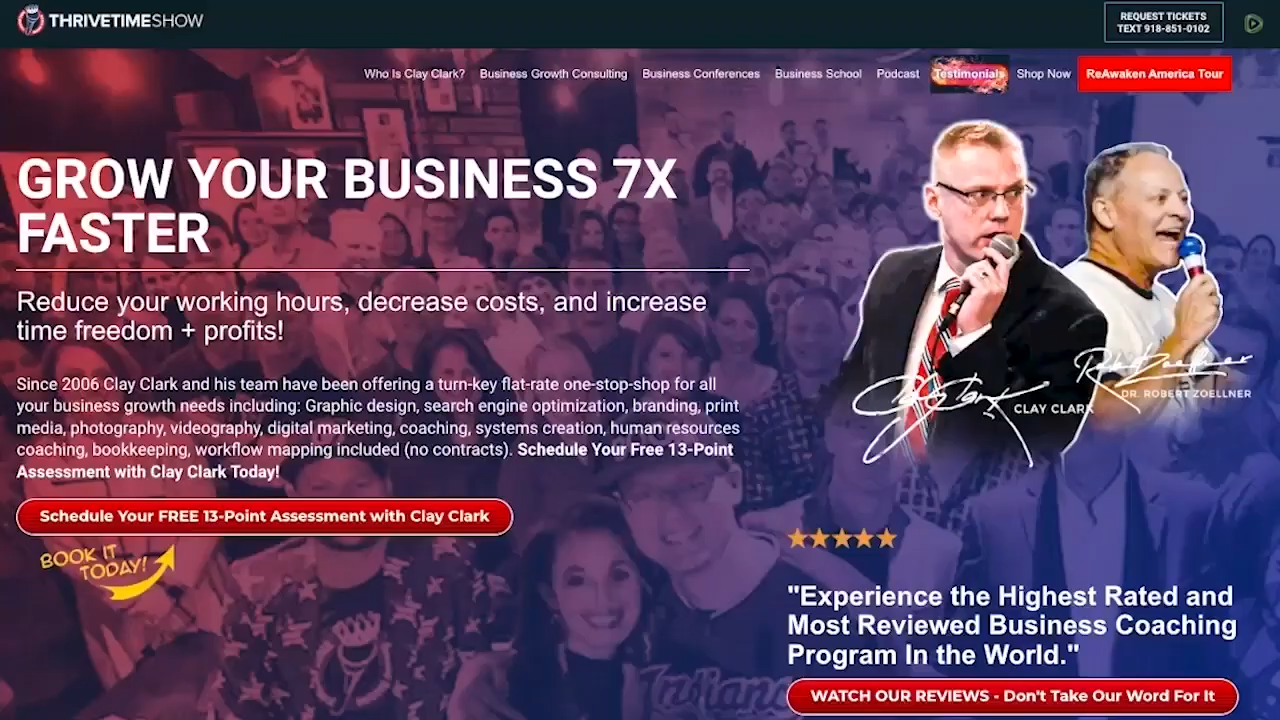 THRIVETIMESHOW
REQUEST TICKETS
TEXT 918-851-0102
Who Is Clay Clark? Business Growth Consulting Business Conferences Business School Podcast Testimonials Shop Now ReAwaken America Tour
GROW YOUR BUSINESS 7X
FASTER
Reduce your working hours, decrease costs, and increase
time freedom + profits!
Since 2006 Clay Clark and his team have been offering a turn-key flat-rate one-stop-shop for all
your business growth needs including: Graphic design, search engine optimization, branding, print
media, photography, videography, digital marketing, coaching, systems creation, human resources
coaching, bookkeeping, workflow mapping included (no contracts). Schedule Your Free 13-Point
Assessment with Clay Clark Today!
Schedule Your FREE 13-Point Assessment with Clay Clark
BOOK IT
TODAY!
Clay Clark
CLAY CLARK
Robert Zoellner
DR. ROBERT ZOELLNER
"Experience the Highest Rated and
Most Reviewed Business Coaching
Program In the World."
WATCH OUR REVIEWS - Don't Take Our Word For It
Indians